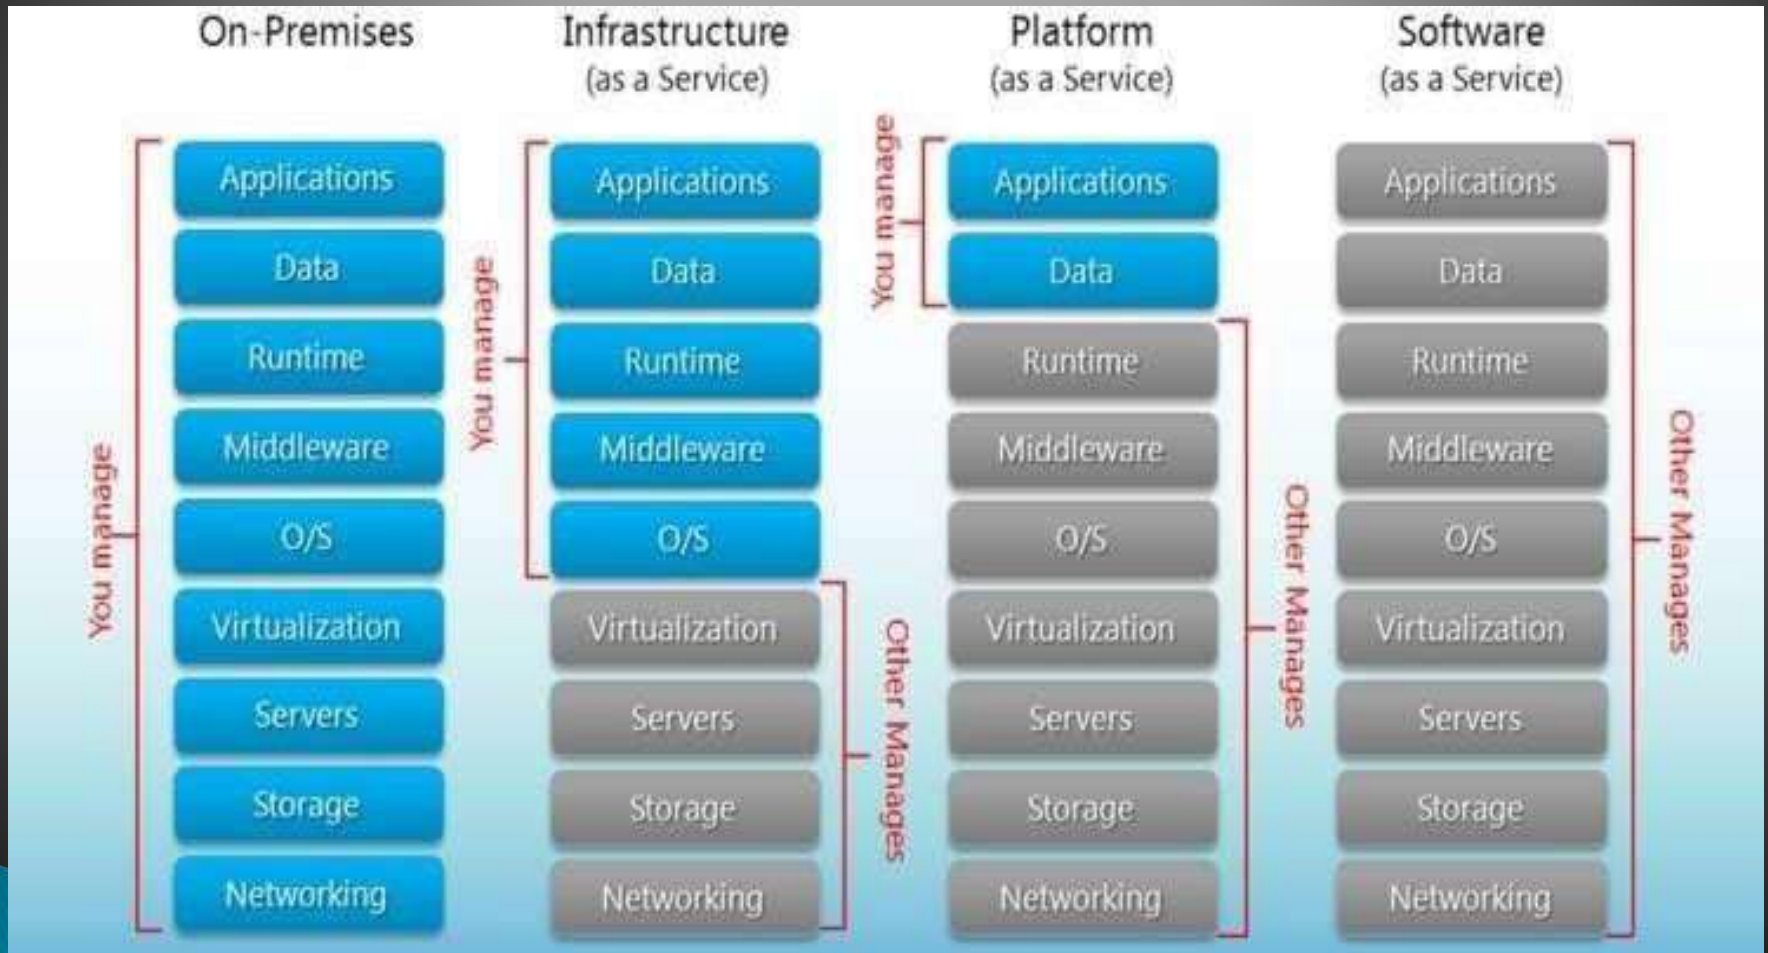 On-Premises
You manage
Applications
Data
Runtime
Middleware
O/S
Virtualization
Servers
Storage
Networking
Infrastructure
(as a Service)
You manage
Applications
Data
Runtime
Middleware
O/S
Virtualization
Servers
Storage
Networking
Other Manages
Platform
(as a Service)
You manage
Applications
Data
Runtime
Middleware
O/S
Virtualization
Servers
Storage
Networking
Other Manages
Software
(as a Service)
Applications
Data
Runtime
Middleware
O/S
Virtualization
Servers
Storage
Networking
Other Manages